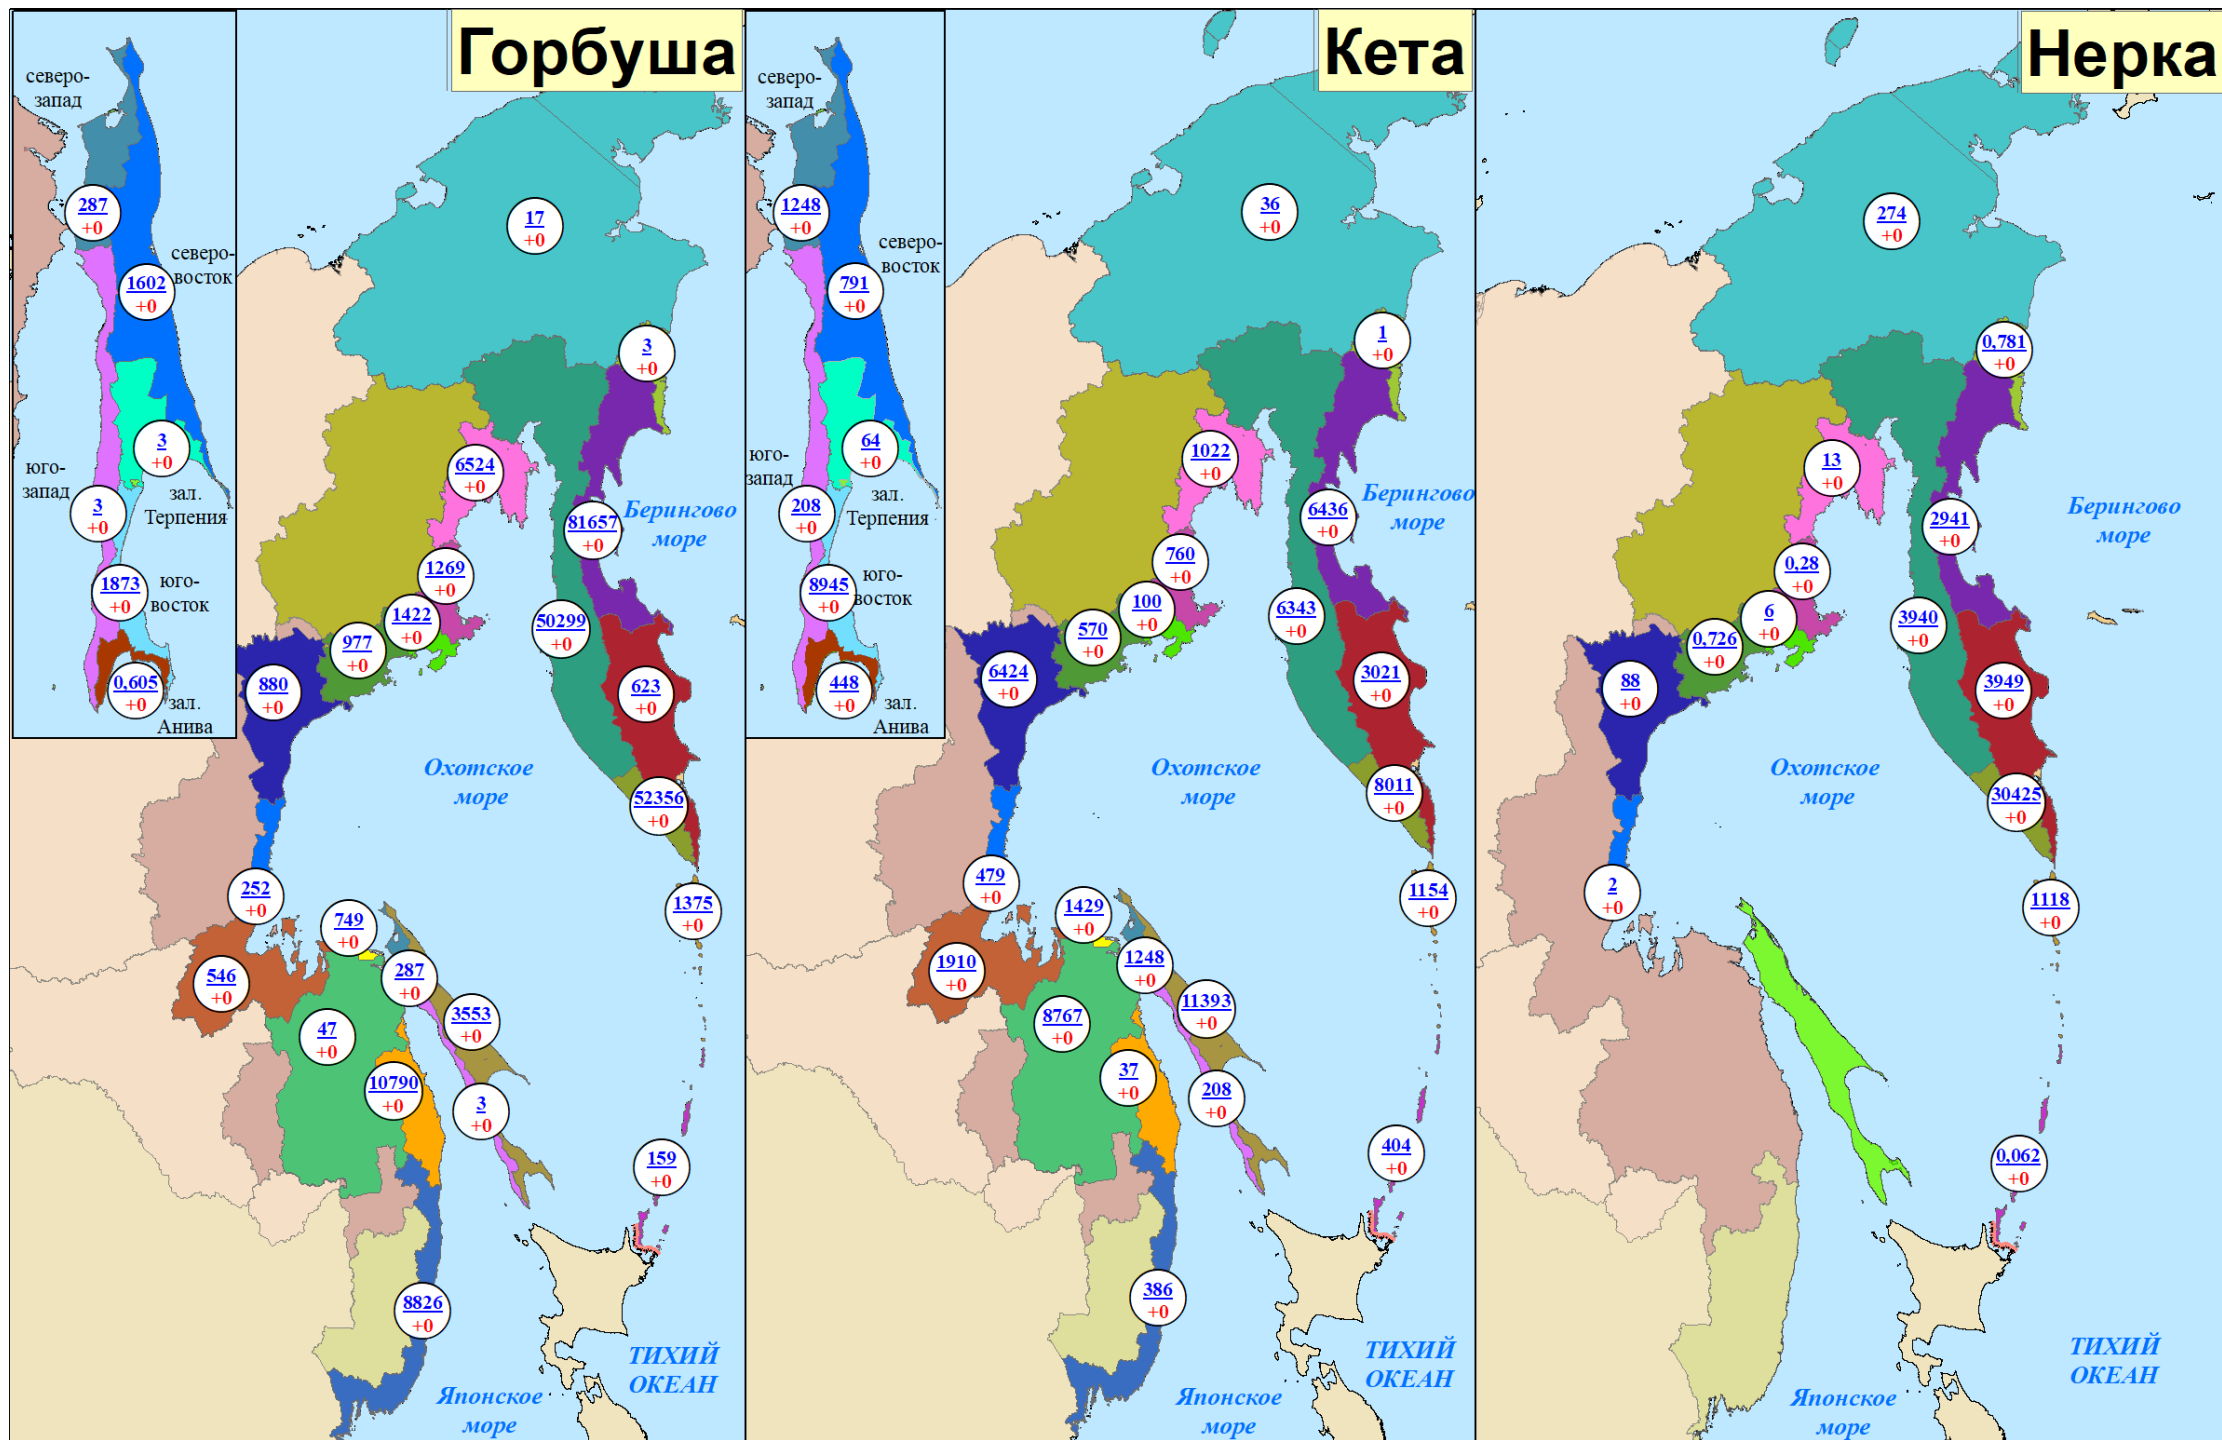 Горбуша
северо-
запад
287
+0
северо-
восток
1602
+0
3
+0
юго-
запад
зал.
Терпения
3
+0
1873
+0
юго-
восток
0,605
+0
зал.
Анива
17
+0
3
+0
6524
+0
81657
+0
Берингово
море
1269
+0
1422
+0
977
+0
50299
+0
880
+0
623
+0
Охотское
море
52356
+0
252
+0
749
+0
1375
+0
546
+0
287
+0
47
+0
3553
+0
10790
+0
3
+0
159
+0
8826
+0
ТИХИЙ
ОКЕАН
Японское
море
Кета
северо-
запад
1248
+0
северо-
восток
791
+0
64
+0
юго-
запад
зал.
Терпения
208
+0
8945
+0
юго-
восток
448
+0
зал.
Анива
36
+0
1
+0
1022
+0
6436
+0
Берингово
море
760
+0
100
+0
570
+0
6343
+0
6424
+0
3021
+0
Охотское
море
8011
+0
479
+0
1429
+0
1154
+0
1910
+0
1248
+0
8767
+0
11393
+0
37
+0
208
+0
404
+0
386
+0
ТИХИЙ
ОКЕАН
Японское
море
Нерка
274
+0
0,781
+0
13
+0
2941
+0
Берингово
море
0,28
+0
6
+0
0,726
+0
3940
+0
88
+0
3949
+0
Охотское
море
30425
+0
2
+0
1118
+0
0,062
+0
ТИХИЙ
ОКЕАН
Японское
море